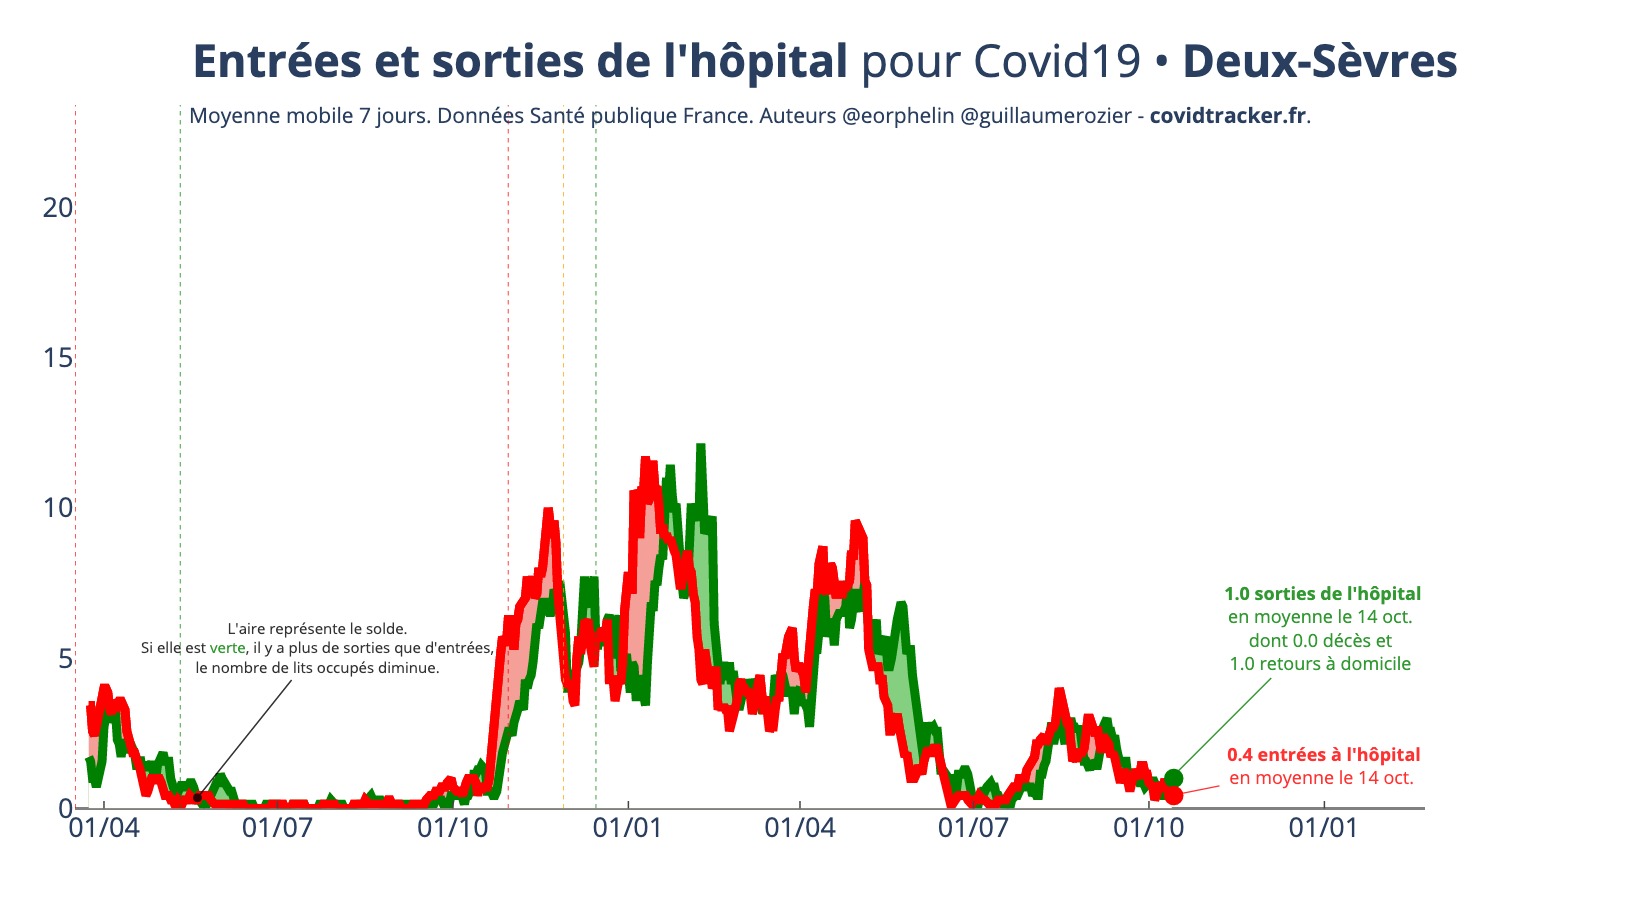 Entrées et sorties de l'hôpital pour Covid19 • Deux-Sèvres
Moyenne mobile 7 jours. Données Santé publique France. Auteurs @eorphelin @guillaumerozier - covidtracker.fr.
20
15
10
5
0
L'aire représente le solde.
Si elle est verte, il y a plus de sorties que d'entrées,
le nombre de lits occupés diminue.
1.0 sorties de l'hôpital
en moyenne le 14 oct.
dont 0.0 décès et
1.0 retours à domicile
0.4 entrées à l'hôpital
en moyenne le 14 oct.
01/04 01/07 01/10 01/01 01/04 01/07 01/10 01/01